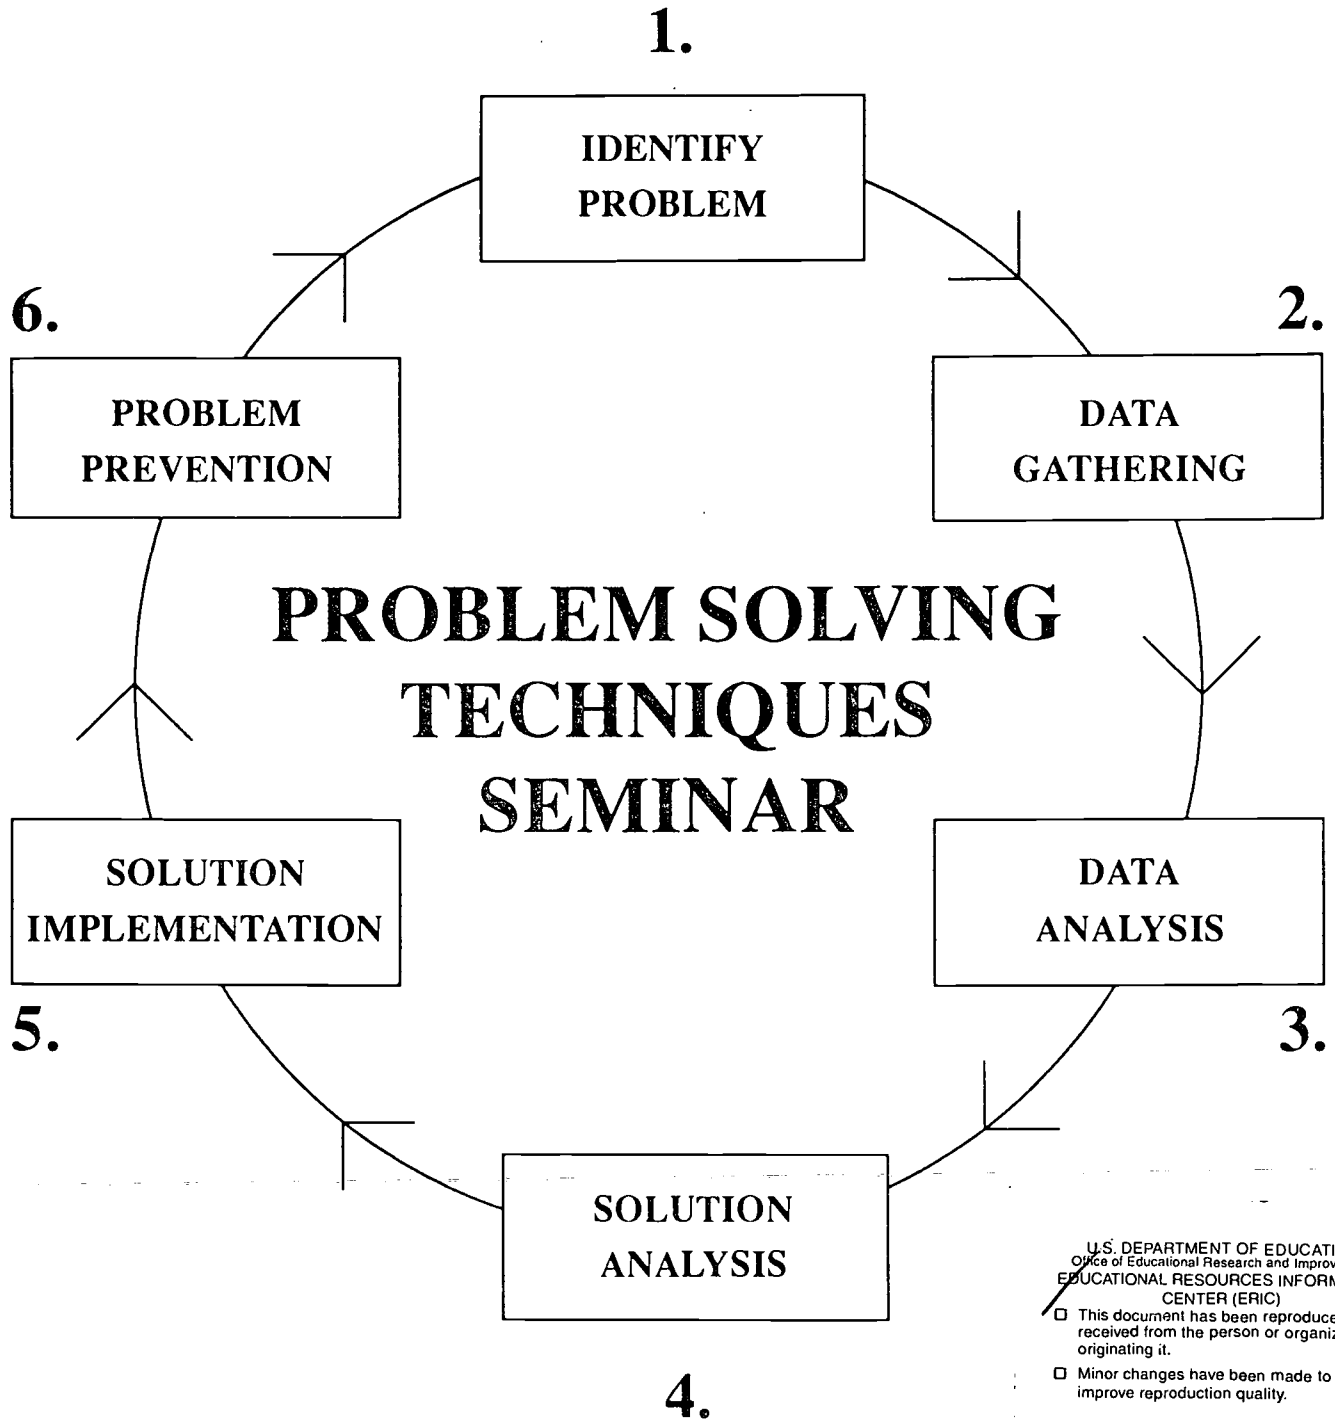 1.
IDENTIFY
PROBLEM
2.
DATA
GATHERING
3.
DATA
ANALYSIS
4.
SOLUTION
ANALYSIS
5.
SOLUTION
IMPLEMENTATION
6.
PROBLEM
PREVENTION
PROBLEM SOLVING
TECHNIQUES
SEMINAR
U.S. DEPARTMENT OF EDUCATI
Office of Educational Research and Improv
EDUCATIONAL RESOURCES INFORM
CENTER (ERIC)
□ This document has been reproduce
received from the person or organiz
originating it.
□ Minor changes have been made to
improve reproduction quality.